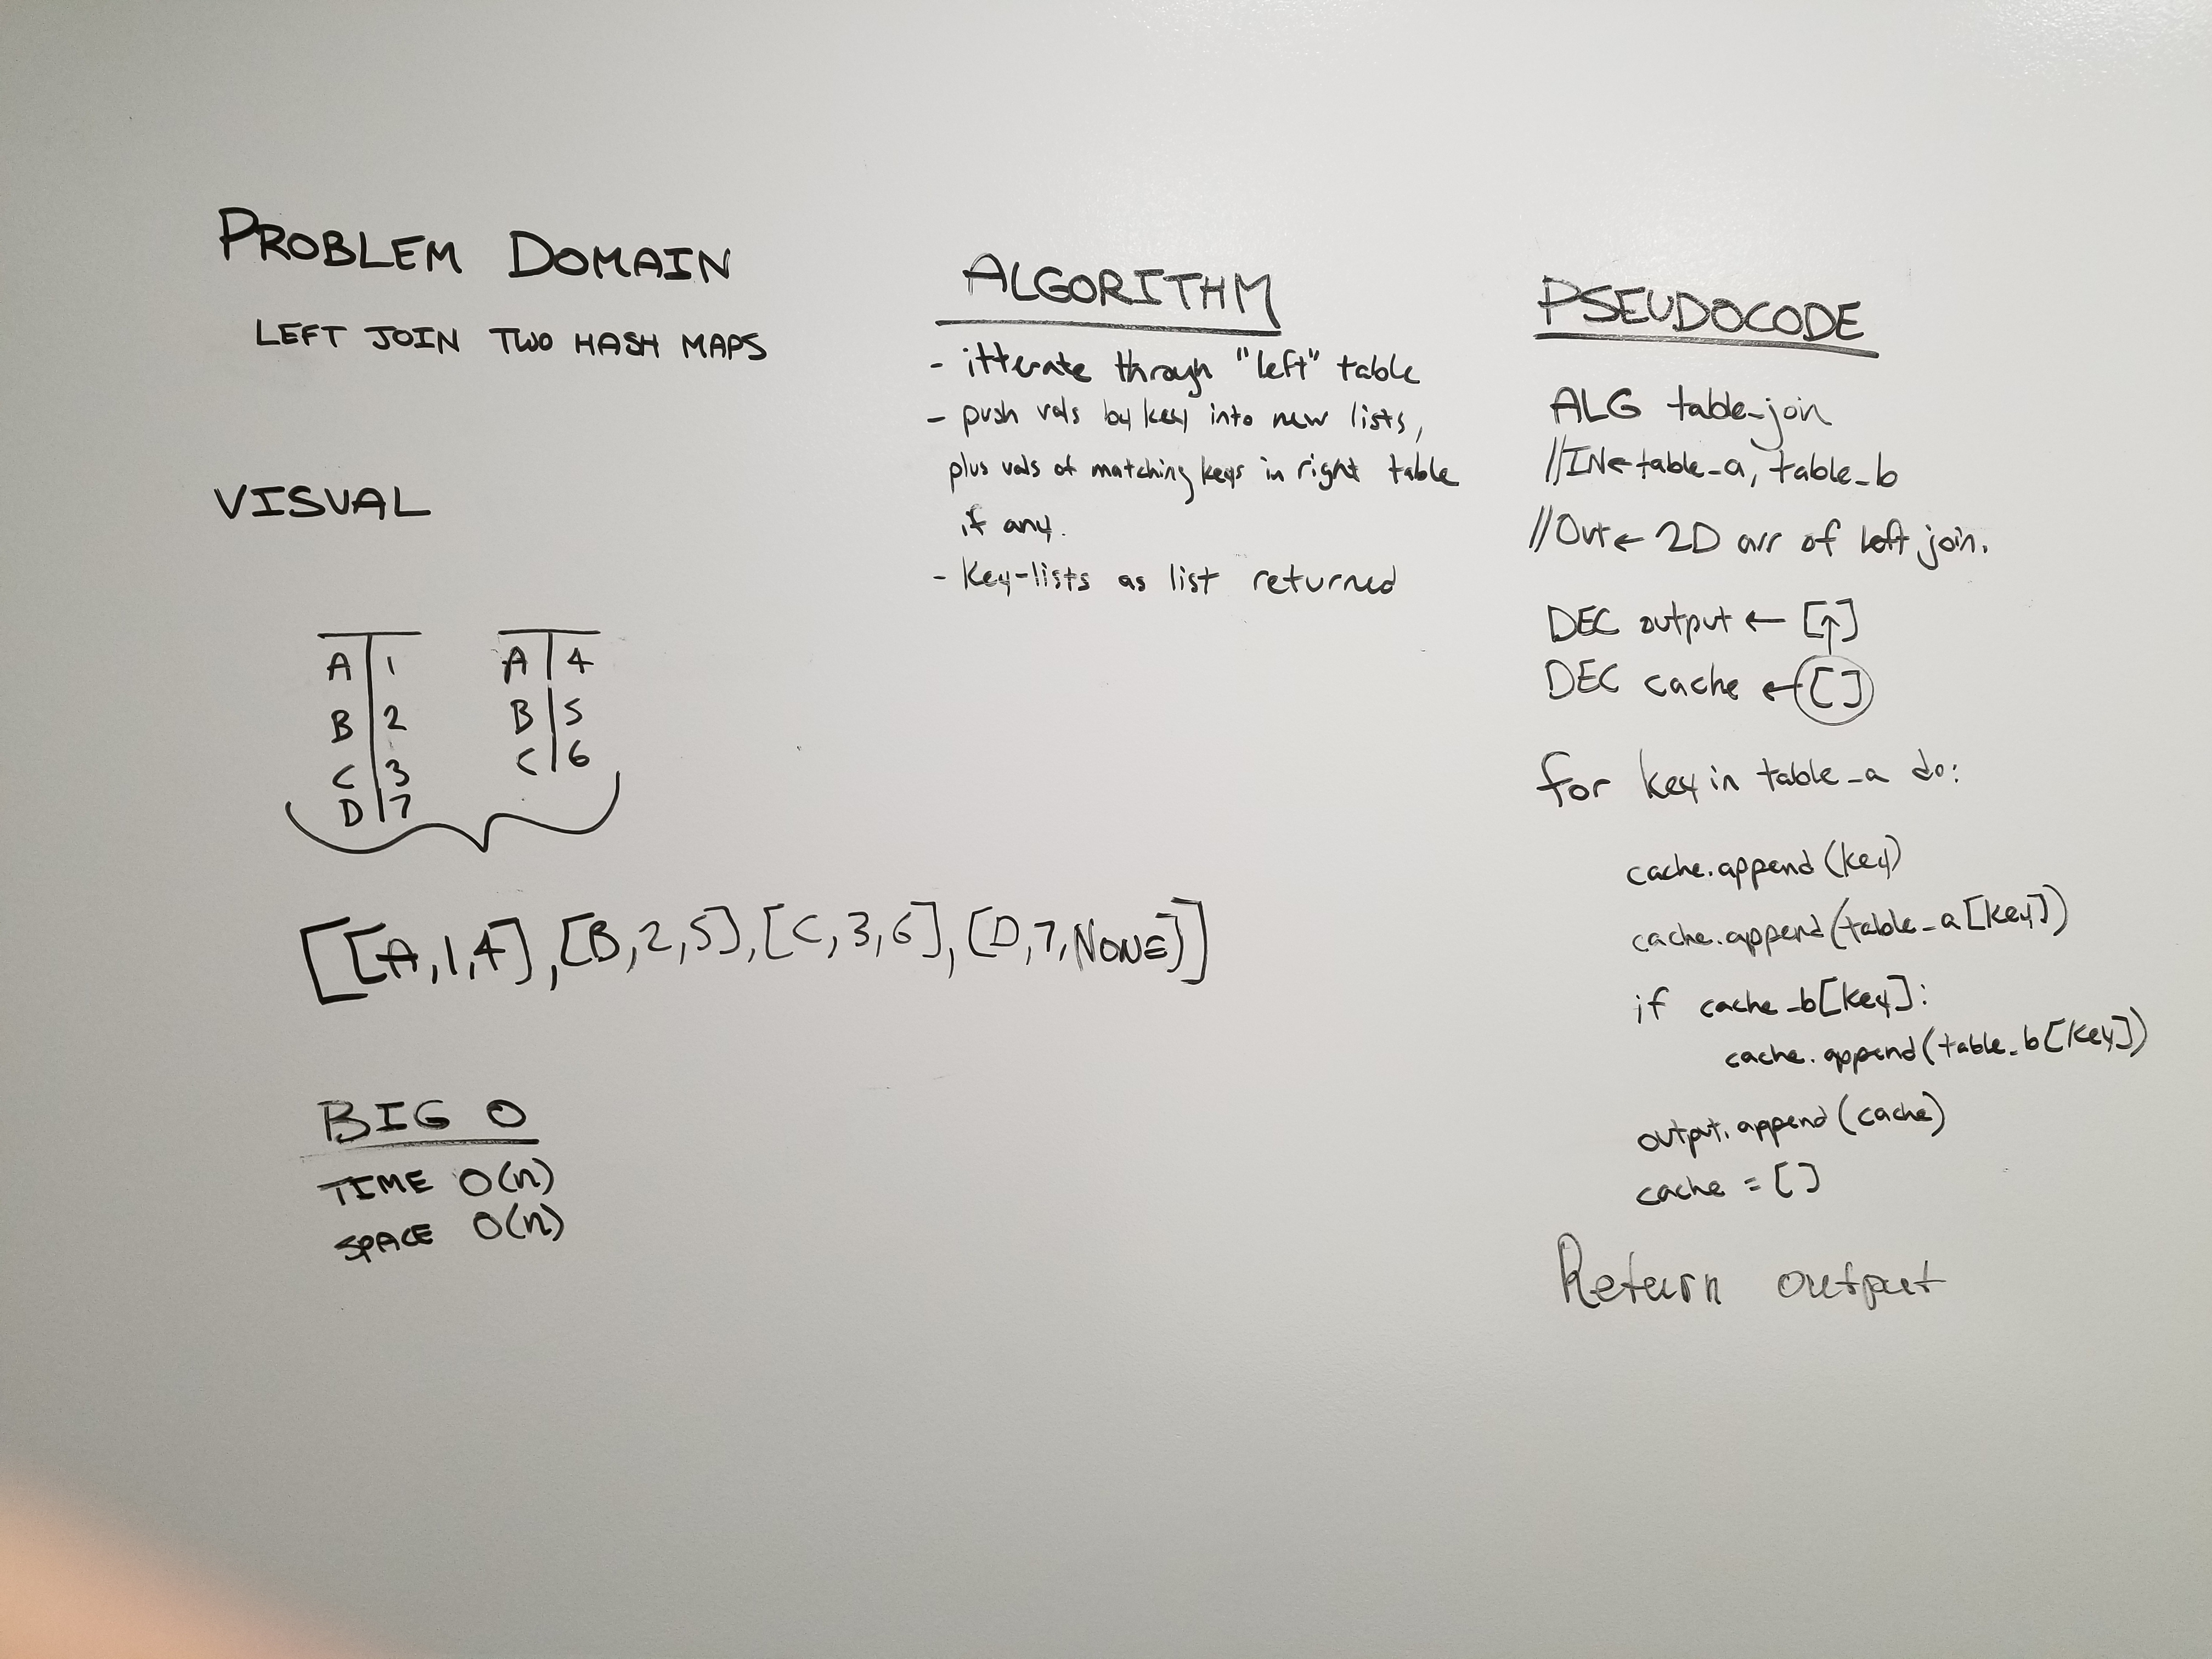 PROBLEM DOMAIN
LEFT JOIN TWO HASH MAPS
VISUAL
A 1
B 2
C 3
D 7
A 4
B 5
C 6
[[A,1,4],[B,2,5],[C,3,6],[D,7,NONE]]
BIG O
TIME O(n)
SPACE O(n)
ALGORITHM
- itterate through "left" table
- push vals by key into new lists,
plus vals of matching keys in right table
if any.
- Key-lists as list returned
PSEUDOCODE
ALG table_join
//IN← table_a, table_b
//Out← 2D arr of left join.
DEC output ← [↑]
DEC cache ← []
for key in table_a do:
cache.append(key)
cache.append(table_a[key])
if cache_b[key]:
cache.append(table_b[key])
output.append(cache)
cache = []
Return output